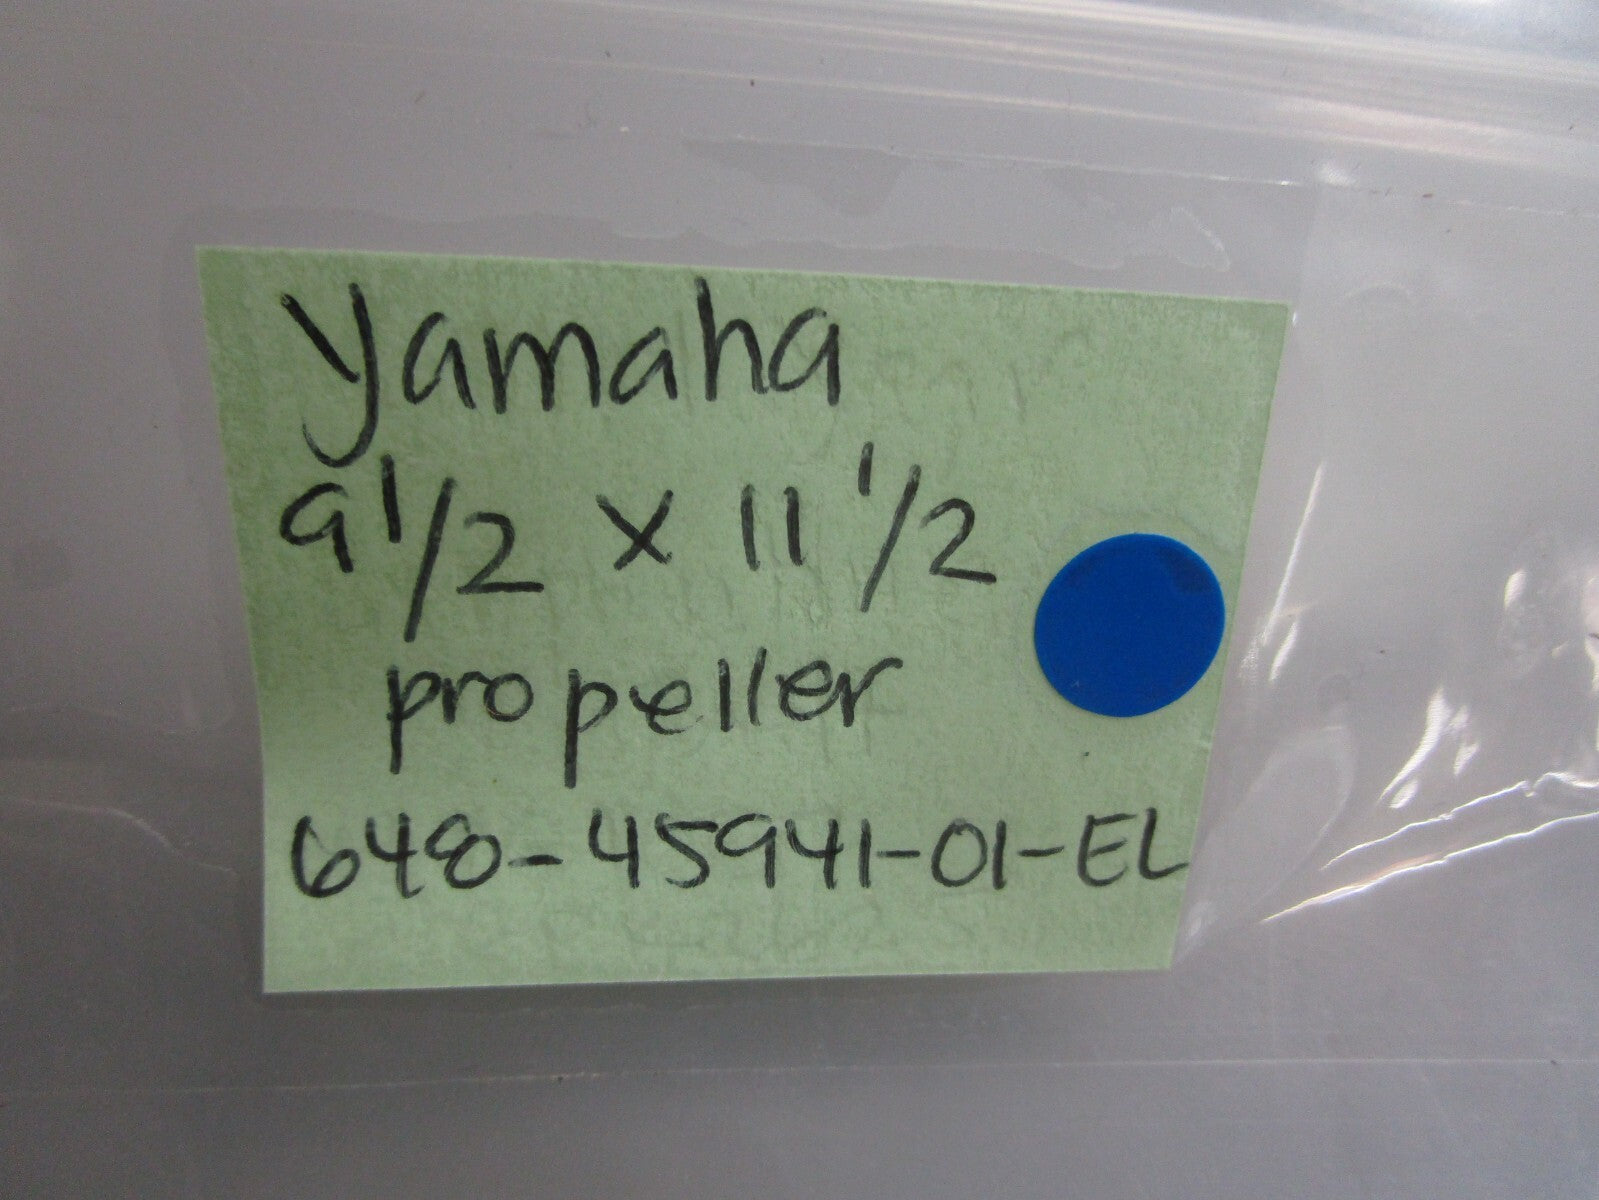 yamaha
9 1/2 x 11 1/2
propeller
648-45941-01-EL